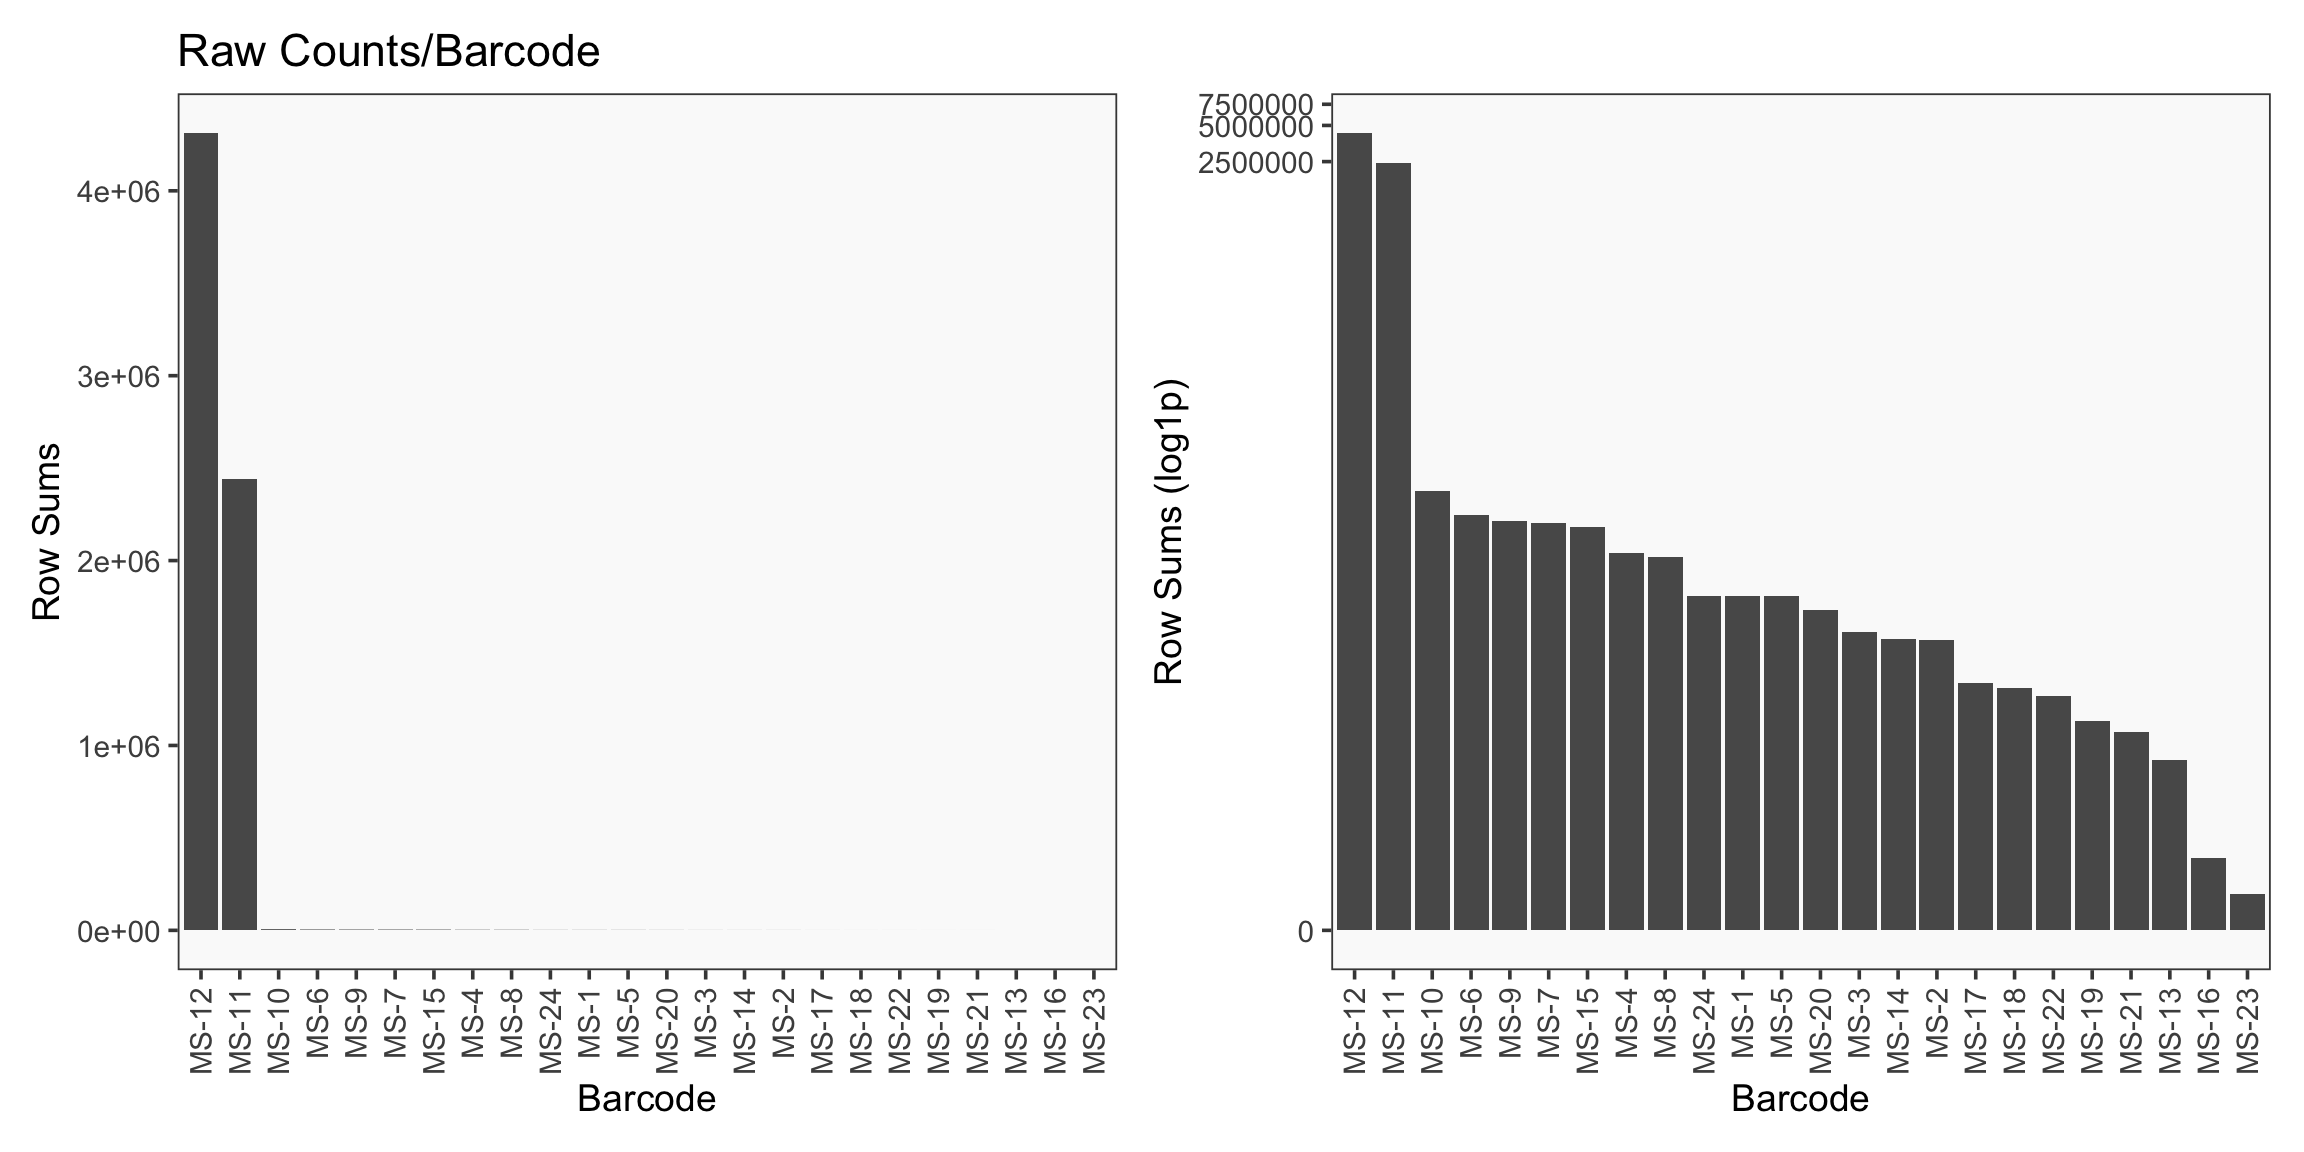 Raw Counts/Barcode
Row Sums
4e+06
3e+06
2e+06
1e+06
0e+00
MS-12
MS-11
MS-10
MS-6
MS-9
MS-7
MS-15
MS-4
MS-8
MS-24
MS-1
MS-5
MS-20
MS-3
MS-14
MS-2
MS-17
MS-18
MS-22
MS-19
MS-21
MS-13
MS-16
MS-23
Barcode
Row Sums (log1p)
7500000
5000000
2500000
0
MS-12
MS-11
MS-10
MS-6
MS-9
MS-7
MS-15
MS-4
MS-8
MS-24
MS-1
MS-5
MS-20
MS-3
MS-14
MS-2
MS-17
MS-18
MS-22
MS-19
MS-21
MS-13
MS-16
MS-23
Barcode